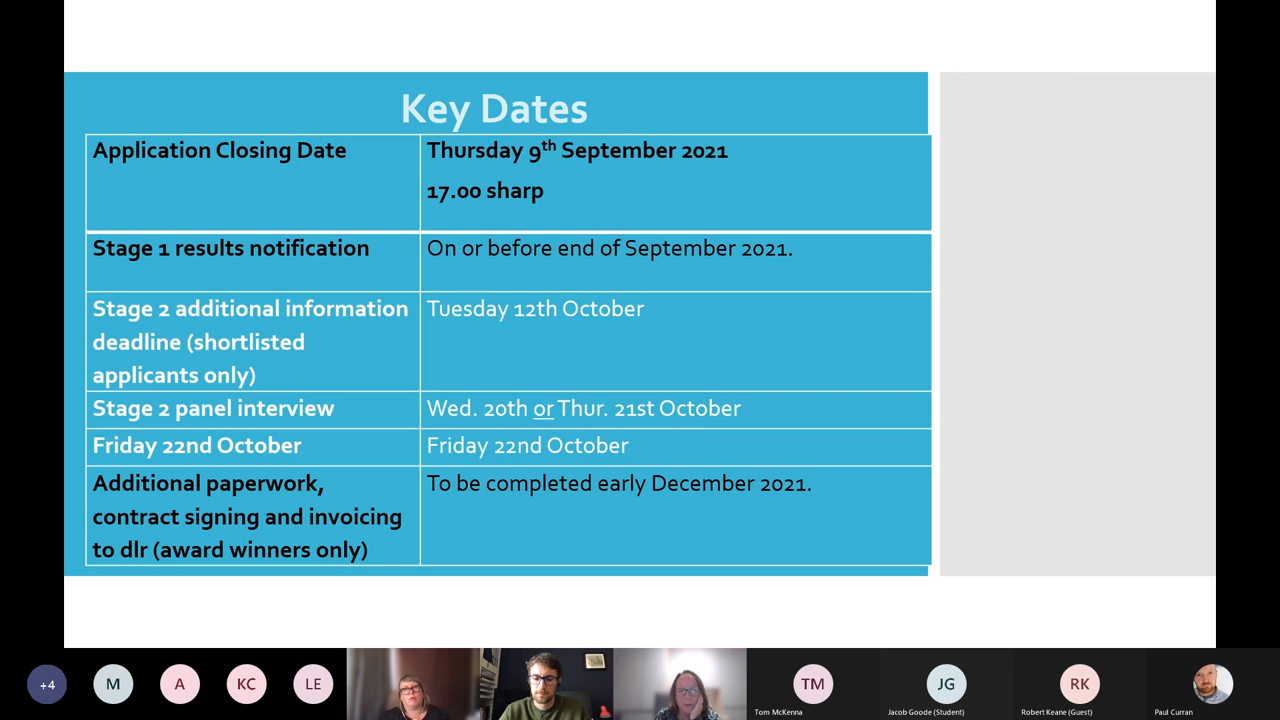 Key Dates
Application Closing Date
Thursday 9th September 2021
17.00 sharp
Stage 1 results notification
On or before end of September 2021.
Stage 2 additional information
deadline (shortlisted
applicants only)
Tuesday 12th October
Stage 2 panel interview
Wed. 20th or Thur. 21st October
Friday 22nd October
Friday 22nd October
Additional paperwork,
contract signing and invoicing
to dlr (award winners only)
To be completed early December 2021.
+4
M
A
KC
LE
TM
Tom McKenna
JG
Jacob Goode (Student)
RK
Robert Keane (Guest)
Paul Curran